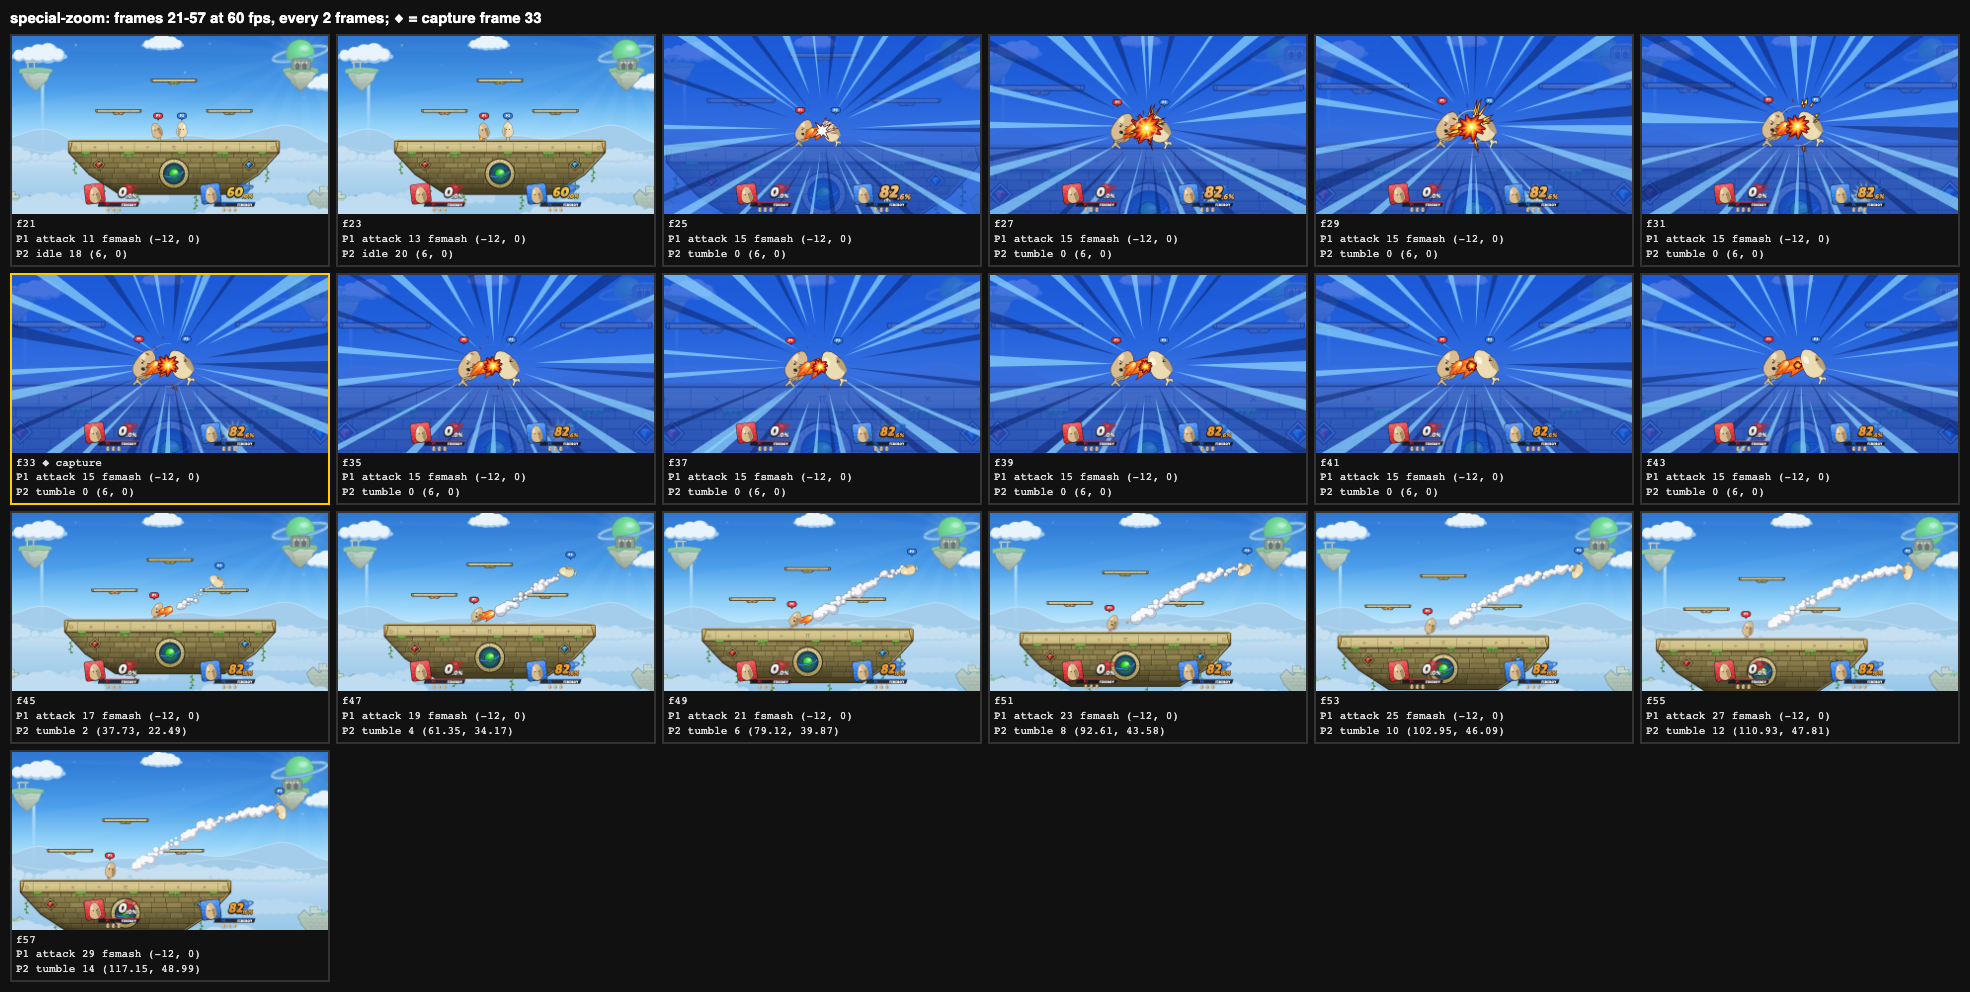 special-zoom: frames 21-57 at 60 fps, every 2 frames; ◆ = capture frame 33
f21
P1 attack 11 fsmash (-12, 0)
P2 idle 18 (6, 0)
f23
P1 attack 13 fsmash (-12, 0)
P2 idle 20 (6, 0)
f25
P1 attack 15 fsmash (-12, 0)
P2 tumble 0 (6, 0)
f27
P1 attack 15 fsmash (-12, 0)
P2 tumble 0 (6, 0)
f29
P1 attack 15 fsmash (-12, 0)
P2 tumble 0 (6, 0)
f31
P1 attack 15 fsmash (-12, 0)
P2 tumble 0 (6, 0)
f33 ◆ capture
P1 attack 15 fsmash (-12, 0)
P2 tumble 0 (6, 0)
f35
P1 attack 15 fsmash (-12, 0)
P2 tumble 0 (6, 0)
f37
P1 attack 15 fsmash (-12, 0)
P2 tumble 0 (6, 0)
f39
P1 attack 15 fsmash (-12, 0)
P2 tumble 0 (6, 0)
f41
P1 attack 15 fsmash (-12, 0)
P2 tumble 0 (6, 0)
f43
P1 attack 15 fsmash (-12, 0)
P2 tumble 0 (6, 0)
f45
P1 attack 17 fsmash (-12, 0)
P2 tumble 2 (37.73, 22.49)
f47
P1 attack 19 fsmash (-12, 0)
P2 tumble 4 (61.35, 34.17)
f49
P1 attack 21 fsmash (-12, 0)
P2 tumble 6 (79.12, 39.87)
f51
P1 attack 23 fsmash (-12, 0)
P2 tumble 8 (92.61, 43.58)
f53
P1 attack 25 fsmash (-12, 0)
P2 tumble 10 (102.95, 46.09)
f55
P1 attack 27 fsmash (-12, 0)
P2 tumble 12 (110.93, 47.81)
f57
P1 attack 29 fsmash (-12, 0)
P2 tumble 14 (117.15, 48.99)